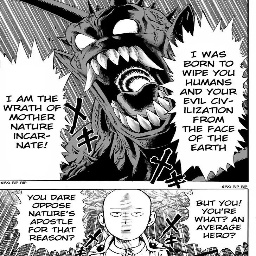 I WAS
BORN TO
WIPE YOU
HUMANS
AND YOUR
EVIL CIV-
ILIZATION
FROM
THE FACE
OF THE
EARTH
I AM THE
WRATH OF
MOTHER
NATURE
INCAR-
NATE!
BUT YOU!
YOU'RE
WHAT? AN
AVERAGE
HERO?
YOU DARE
OPPOSE
NATURE'S
APOSTLE
FOR THAT
REASON?